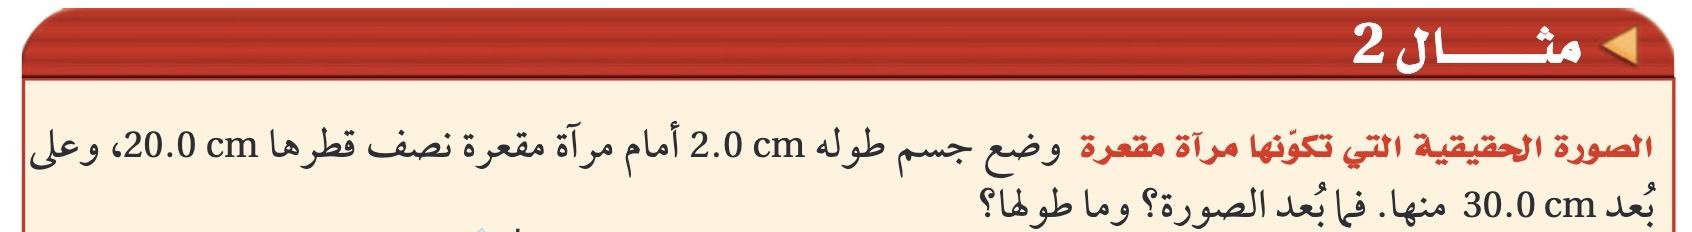 مثـــــال 2
الصورة الحقيقية التي تكوّنها مرآة مقعرة وضع جسم طوله 2.0 cm أمام مرآة مقعرة نصف قطرها 20.0 cm، وعلى
بُعد 30.0 cm منها. فما بُعد الصورة؟ وما طولها؟